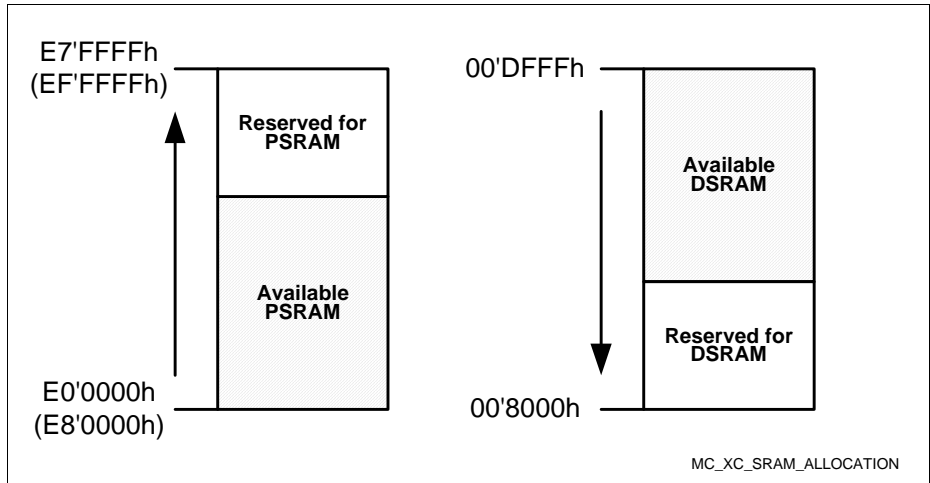 E7'FFFFh
(EF'FFFFh)
Reserved for
PSRAM
Available
PSRAM
E0'0000h
(E8'0000h)
00'DFFFh
Available
DSRAM
Reserved for
DSRAM
00'8000h
MC_XC_SRAM_ALLOCATION